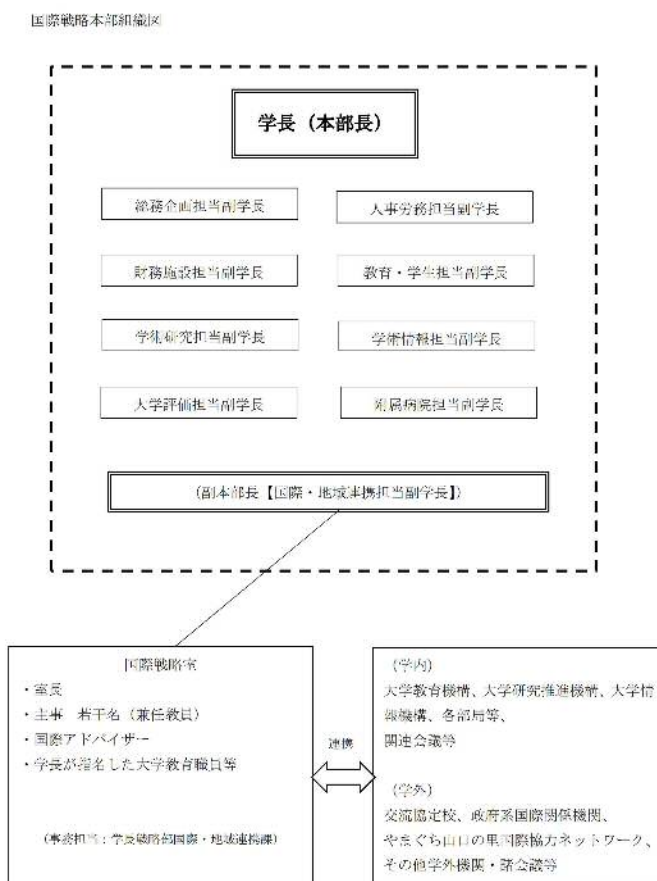 国際戦略本部組織図
学長（本部長）
総務企画担当副学長
人事労務担当副学長
財務施設担当副学長
教育・学生担当副学長
学術研究担当副学長
学術情報担当副学長
大学評価担当副学長
附属病院担当副学長
（副本部長【国際・地域連携担当副学長】）
国際戦略室
・室長
・主事　若干名（兼任教員）
・国際アドバイザー
・学長が指名した大学教育職員等
（事務担当：学長戦略部国際・地域連携課）
連携
（学内）
大学教育機構、大学研究推進機構、大学情
報機構、各部局等、
関連会議等
（学外）
交流協定校、政府系国際関係機関、
やまぐち山口の里国際協力ネットワーク、
その他学外機関・諸会議等